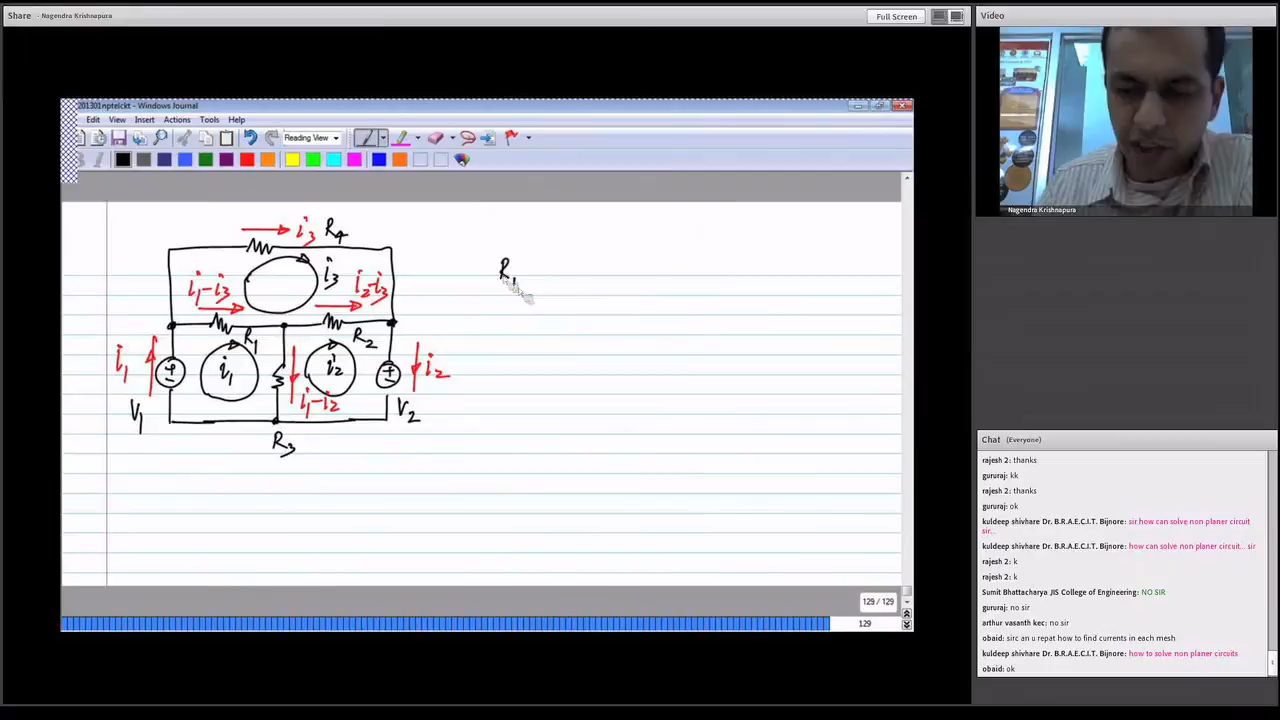 Share - Nagendra Krishnapura
Full Screen
Video
201301nptelckt - Windows Journal
Edit View Insert Actions Tools Help
Reading View
i3 R4
i1-i3 i3 i2-i3
R1 R2
i1 i1 i2 i2
i1-i2
V1 V2
R3
R1
129 / 129
129
Nagendra Krishnapura
Chat (Everyone)
rajesh 2: thanks
gururaj: kk
rajesh 2: thanks
gururaj: ok
kuldeep shivhare Dr. B.R.A.E.C.I.T. Bijnore: sir.how can solve non planer circuit
sir...
kuldeep shivhare Dr. B.R.A.E.C.I.T. Bijnore: how can solve non planer circuit... sir
rajesh 2: k
rajesh 2: k
Sumit Bhattacharya JIS College of Engineering: NO SIR
gururaj: no sir
arthur vasanth kec: no sir
obaid: sirc an u repat how to find currents in each mesh
kuldeep shivhare Dr. B.R.A.E.C.I.T. Bijnore: how to solve non planer circuits
obaid: ok